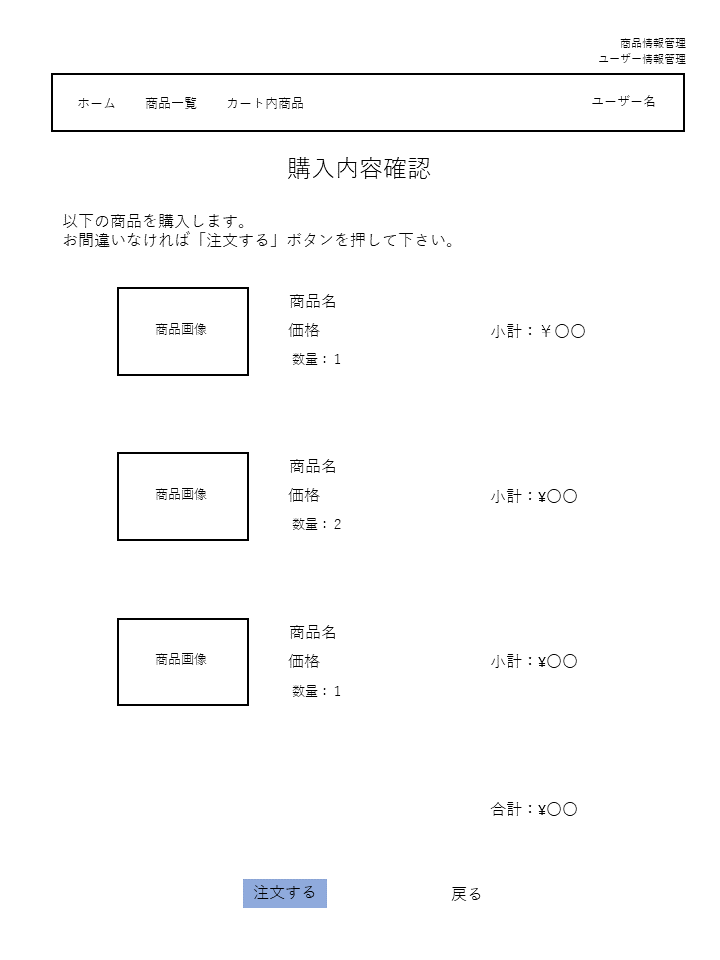 商品情報管理
ユーザー情報管理
ホーム 商品一覧 カート内商品 ユーザー名
購入内容確認
以下の商品を購入します。
お間違いなければ「注文する」ボタンを押して下さい。
商品画像
商品名
価格
数量：1
小計：￥〇〇
商品画像
商品名
価格
数量：2
小計：¥〇〇
商品画像
商品名
価格
数量：1
小計：¥〇〇
合計：¥〇〇
注文する 戻る